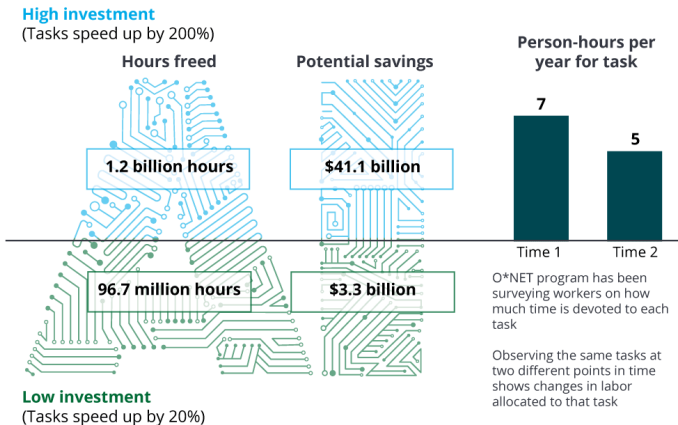 High investment
(Tasks speed up by 200%)
Hours freed
Potential savings
1.2 billion hours
$41.1 billion
96.7 million hours
$3.3 billion
Low investment
(Tasks speed up by 20%)
Person-hours per
year for task
7
5
Time 1
Time 2
O*NET program has been
surveying workers on how
much time is devoted to each
task
Observing the same tasks at
two different points in time
shows changes in labor
allocated to that task